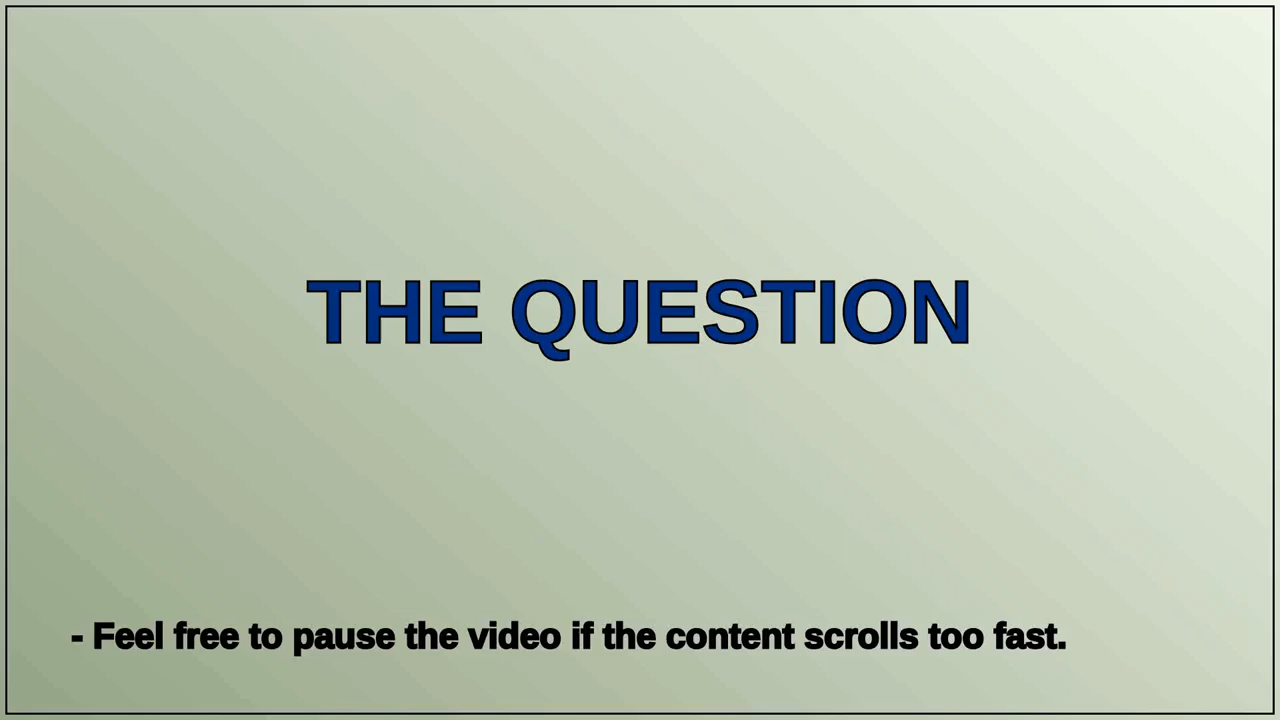 THE QUESTION
- Feel free to pause the video if the content scrolls too fast.